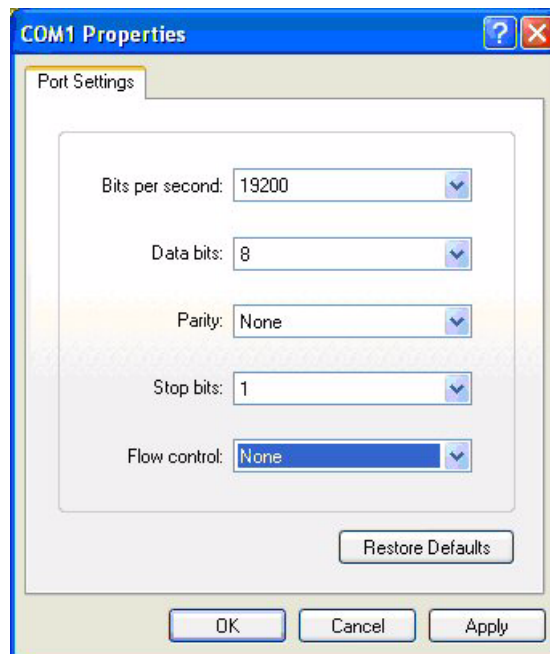 COM1 Properties
Port Settings
Bits per second: 19200
Data bits: 8
Parity: None
Stop bits: 1
Flow control: None
Restore Defaults
OK Cancel Apply